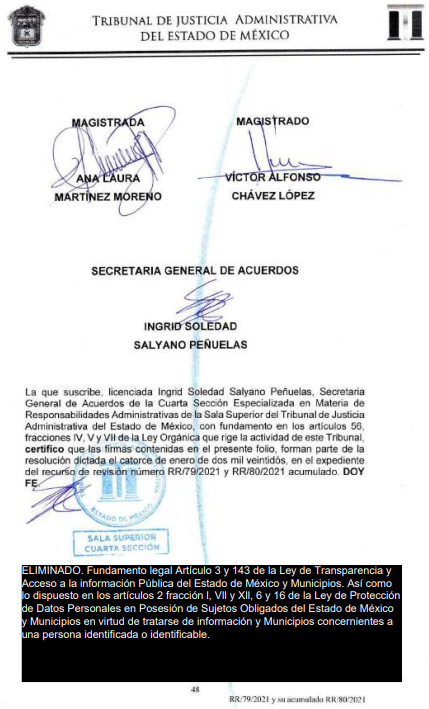 TRIBUNAL DE JUSTICIA ADMINISTRATIVA
DEL ESTADO DE MÉXICO
MAGISTRADA
MAGISTRADO
ANA LAURA
MARTÍNEZ MORENO
VÍCTOR ALFONSO
CHÁVEZ LÓPEZ
SECRETARIA GENERAL DE ACUERDOS
INGRID SOLEDAD
SALYANO PEÑUELAS
La que suscribe, licenciada Ingrid Soledad Salyano Peñuelas, Secretaria
General de Acuerdos de la Cuarta Sección Especializada en Materia de
Responsabilidades Administrativas de la Sala Superior del Tribunal de Justicia
Administrativa del Estado de México, con fundamento en los artículos 56,
fracciones IV, V y VII de la Ley Orgánica que rige la actividad de este Tribunal,
certifico que las firmas contenidas en el presente folio, forman parte de la
resolución dictada el catorce de enero de dos mil veintidós, en el expediente
del recurso de revisión número RR/79/2021 y RR/80/2021 acumulado. DOY
FE.
ESTADO DE MÉXICO
SALA SUPERIOR
CUARTA SECCIÓN
ELIMINADO. Fundamento legal Artículo 3 y 143 de la Ley de Transparencia y
Acceso a la información Pública del Estado de México y Municipios. Así como
lo dispuesto en los artículos 2 fracción I, VII y XII, 6 y 16 de la Ley de Protección
de Datos Personales en Posesión de Sujetos Obligados del Estado de México
y Municipios en virtud de tratarse de información y Municipios concernientes a
una persona identificada o identificable.
48
RR/79/2021 y su acumulado RR/80/2021